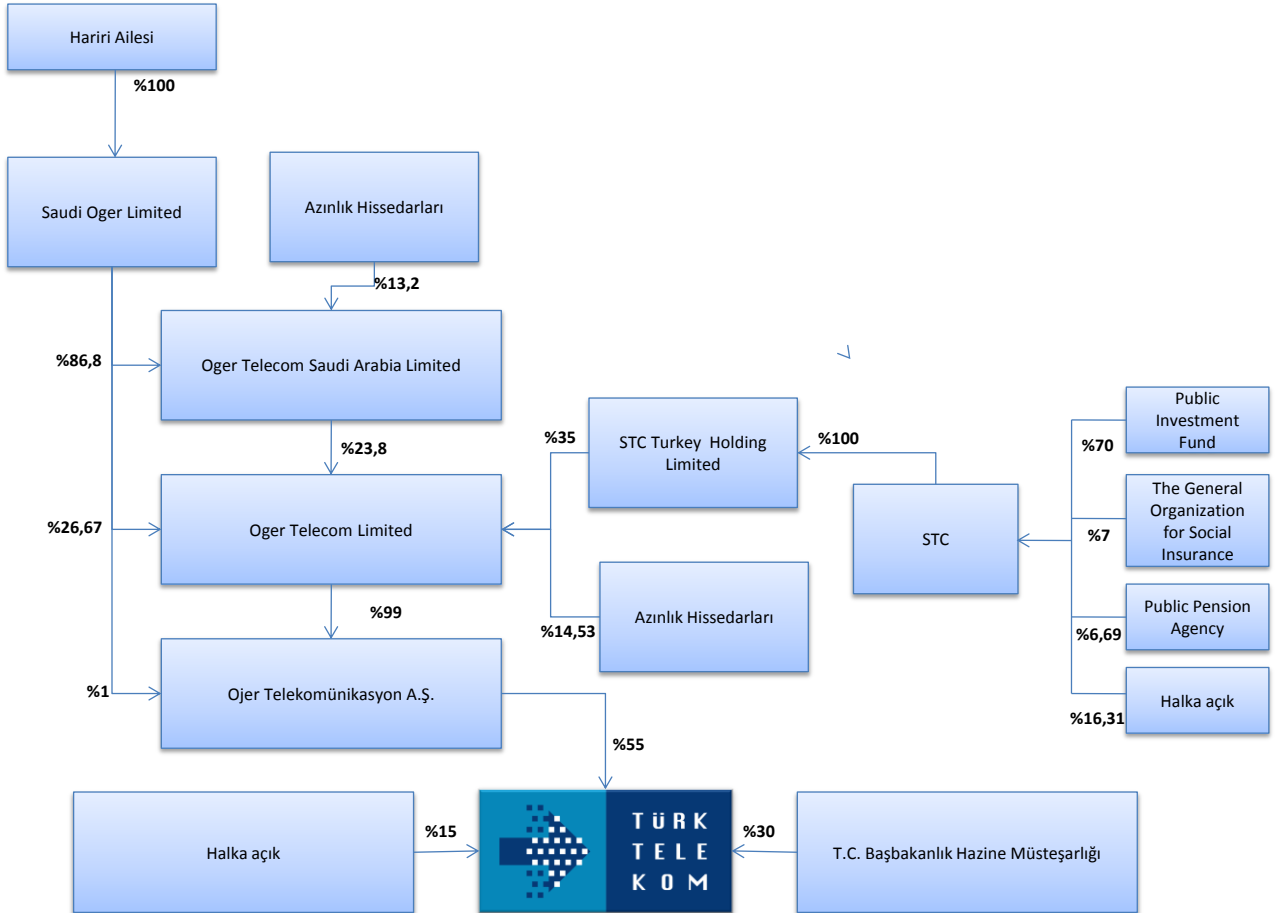 Hariri Ailesi
%100
Saudi Oger Limited
Azınlık Hissedarları
%13,2
%86,8
Oger Telecom Saudi Arabia Limited
%23,8
%26,67
Oger Telecom Limited
%35
STC Turkey  Holding
Limited
%100
STC
%70
Public
Investment
Fund
%7
The General
Organization
for Social
Insurance
%6,69
Public Pension
Agency
%16,31
Halka açık
%14,53
Azınlık Hissedarları
%99
%1
Ojer Telekomünikasyon A.Ş.
%55
Halka açık
%15
TÜRK
TELE
KOM
%30
T.C. Başbakanlık Hazine Müsteşarlığı